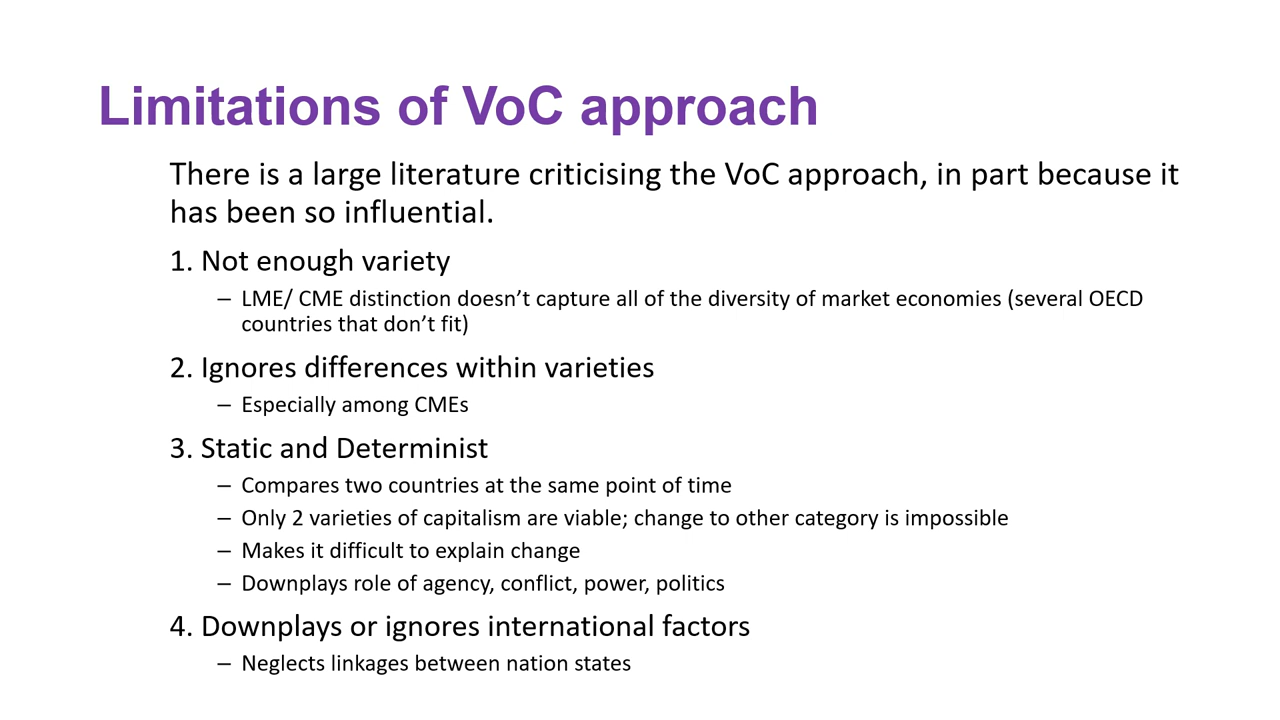 Limitations of VoC approach
There is a large literature criticising the VoC approach, in part because it
has been so influential.
1. Not enough variety
– LME/ CME distinction doesn’t capture all of the diversity of market economies (several OECD
countries that don’t fit)
2. Ignores differences within varieties
– Especially among CMEs
3. Static and Determinist
– Compares two countries at the same point of time
– Only 2 varieties of capitalism are viable; change to other category is impossible
– Makes it difficult to explain change
– Downplays role of agency, conflict, power, politics
4. Downplays or ignores international factors
– Neglects linkages between nation states